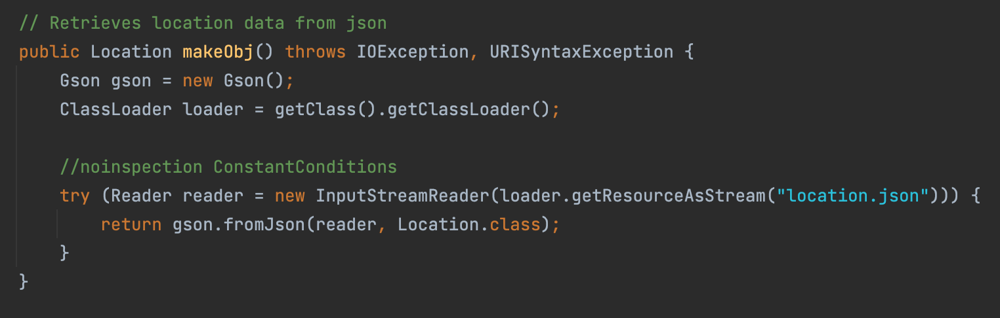 // Retrieves location data from json
public Location makeObj() throws IOException, URISyntaxException {
    Gson gson = new Gson();
    ClassLoader loader = getClass().getClassLoader();

    //noinspection ConstantConditions
    try (Reader reader = new InputStreamReader(loader.getResourceAsStream("location.json"))) {
        return gson.fromJson(reader, Location.class);
    }
}